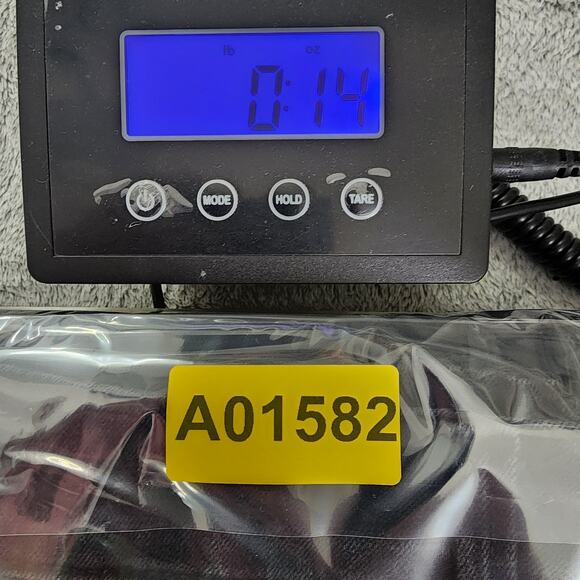 lb oz
0:14
MODE HOLD TARE
A01582